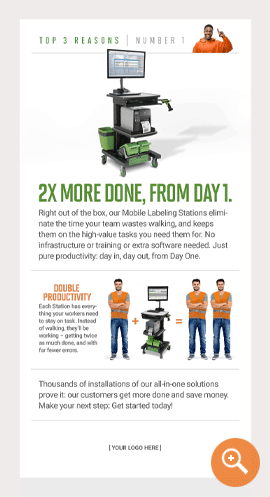 TOP 3 REASONS | NUMBER 1
2X MORE DONE, FROM DAY 1.
Right out of the box, our Mobile Labeling Stations elimi-
nate the time your team wastes walking, and keeps
them on the high-value tasks you need them for. No
infrastructure or training or extra software needed. Just
pure productivity: day in, day out, from Day One.
DOUBLE
PRODUCTIVITY
Each Station has every-
thing your workers need
to stay on task. Instead
of walking, they'll be
working – getting twice
as much done, and with
far fewer errors.
+
=
Thousands of installations of our all-in-one solutions
prove it: our customers get more done and save money.
Make your next step: Get started today!
[ YOUR LOGO HERE ]